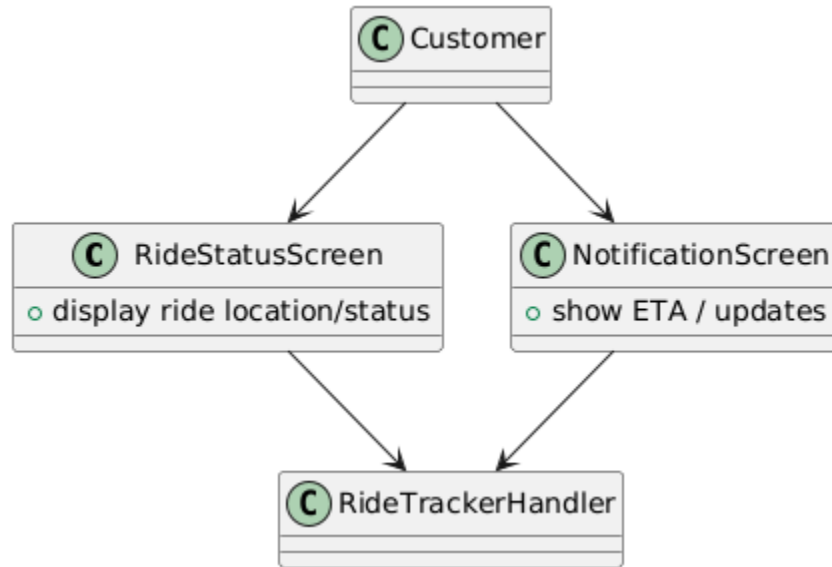 C Customer
C RideStatusScreen
display ride location/status
C NotificationScreen
show ETA / updates
C RideTrackerHandler